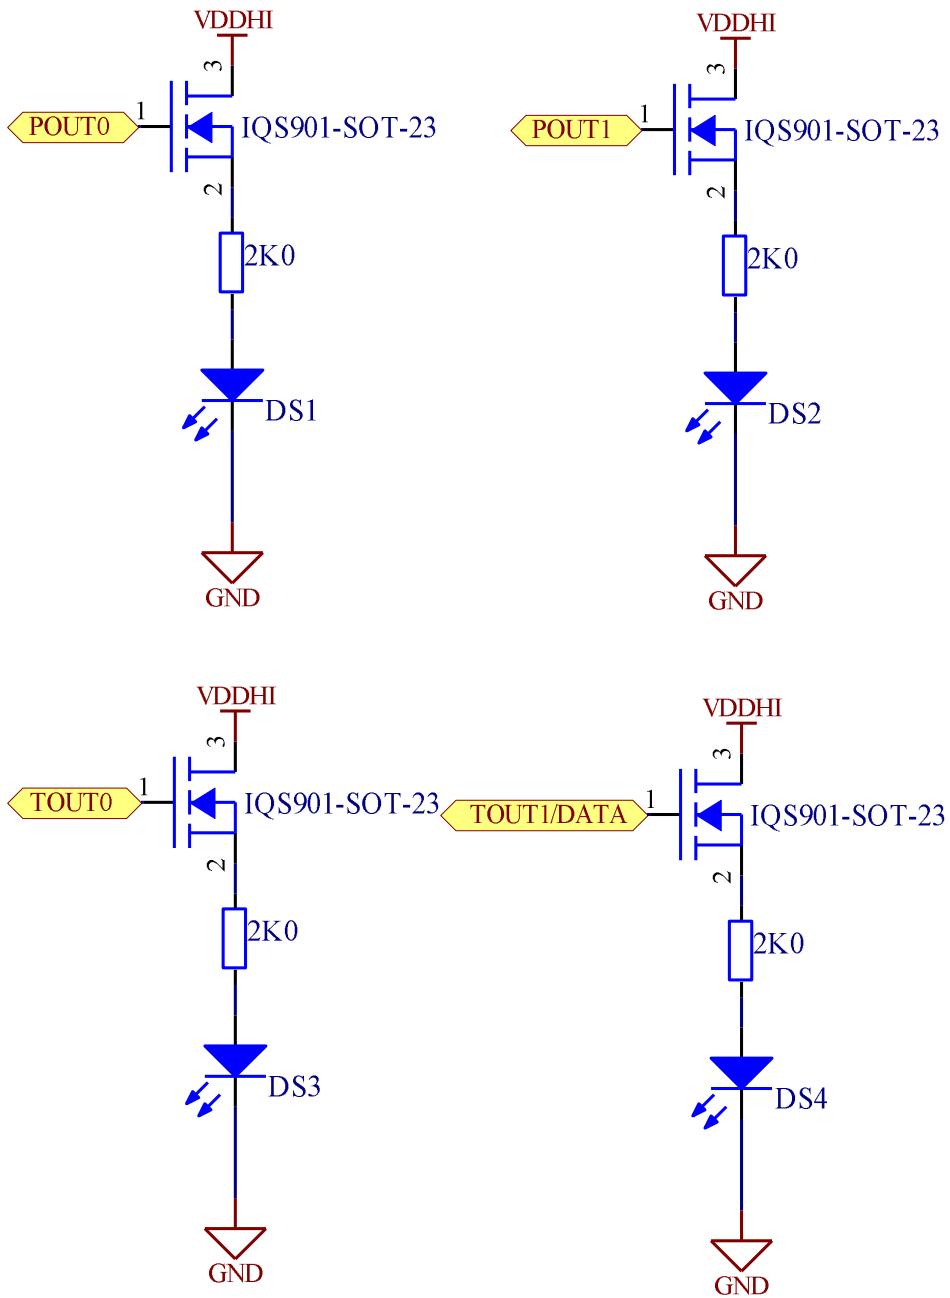 VDDHI
3
POUT0
1
IQS901-SOT-23
2
2K0
DS1
GND
VDDHI
3
POUT1
1
IQS901-SOT-23
2
2K0
DS2
GND
VDDHI
3
TOUT0
1
IQS901-SOT-23
2
2K0
DS3
GND
VDDHI
3
TOUT1/DATA
1
IQS901-SOT-23
2
2K0
DS4
GND